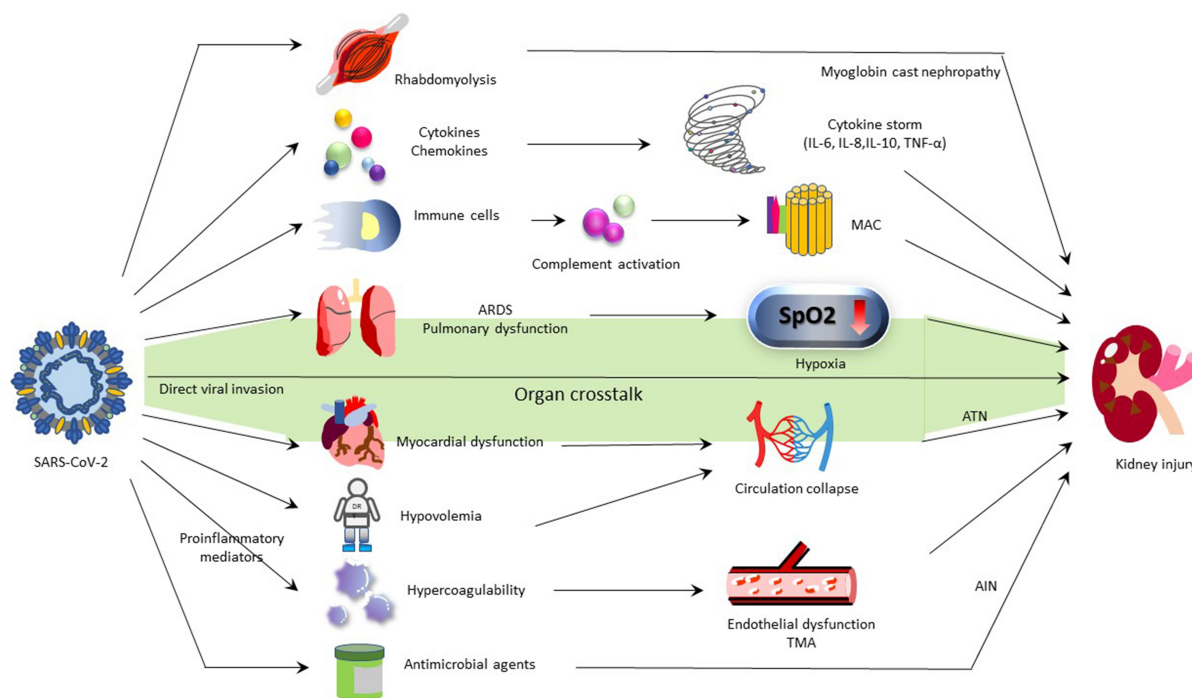 Rhabdomyolysis
Myoglobin cast nephropathy
Cytokines
Chemokines
Cytokine storm
(IL-6, IL-8,IL-10, TNF-α)
Immune cells
Complement activation
MAC
ARDS
Pulmonary dysfunction
SpO2
Hypoxia
SARS-CoV-2
Direct viral invasion
Organ crosstalk
Myocardial dysfunction
Circulation collapse
ATN
Kidney injury
DR
Hypovolemia
Proinflammatory
mediators
Hypercoagulability
Endothelial dysfunction
TMA
AIN
Antimicrobial agents